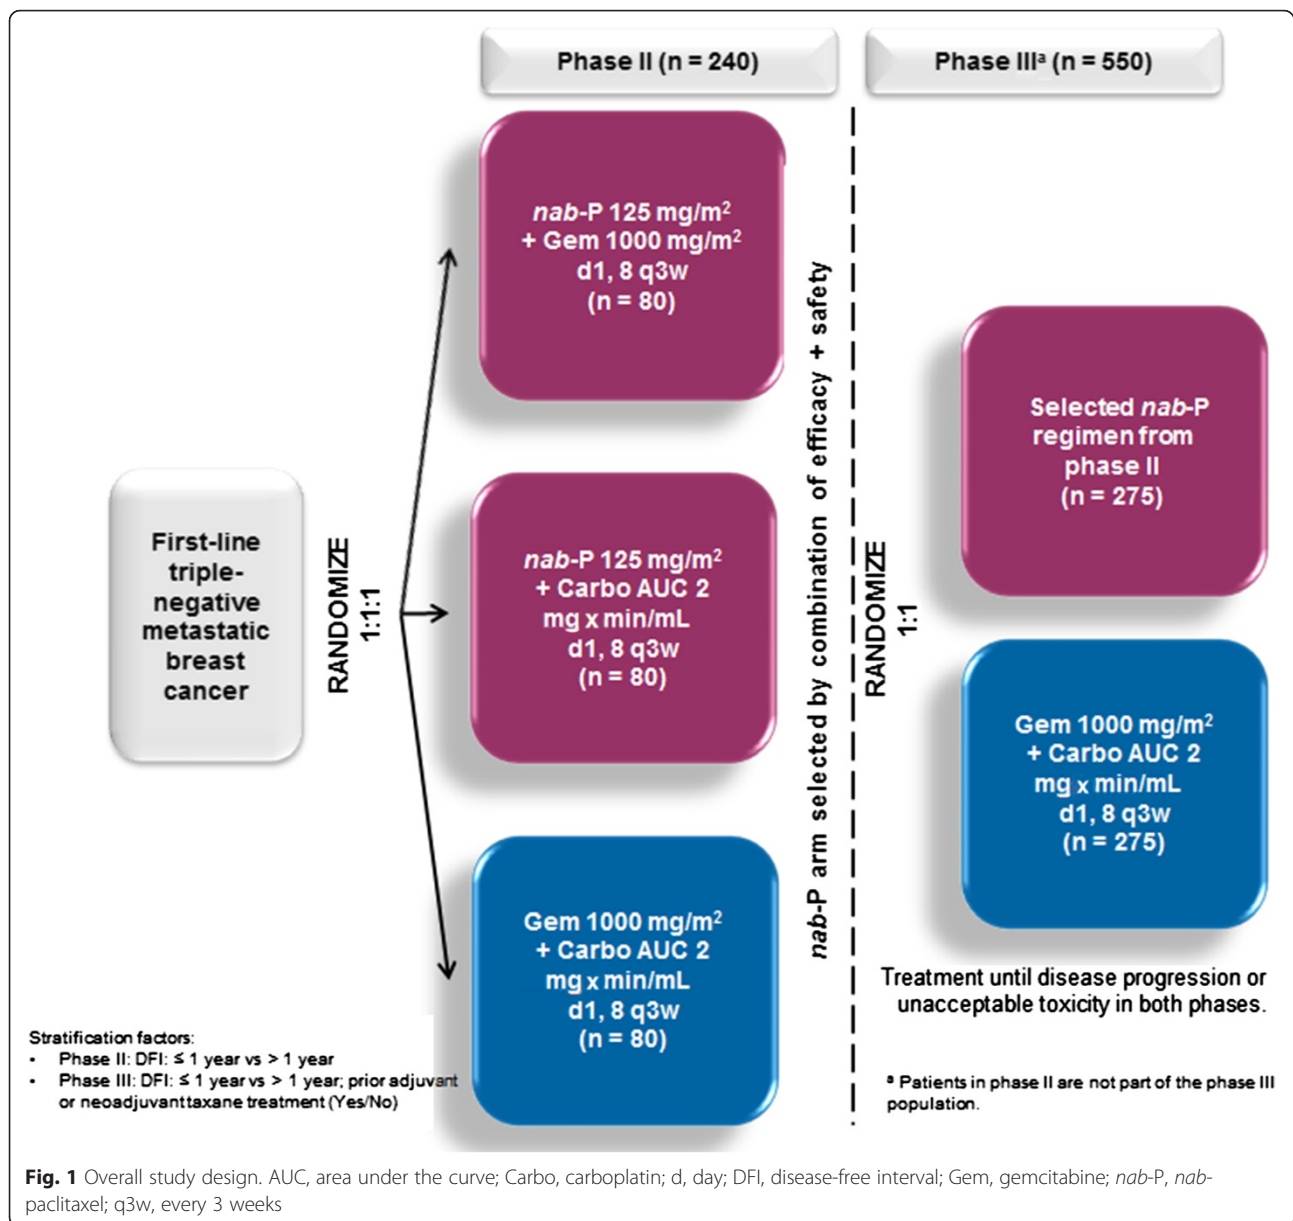 Phase II (n = 240)
Phase IIIᵃ (n = 550)
nab-P 125 mg/m²
+ Gem 1000 mg/m²
d1, 8 q3w
(n = 80)
First-line
triple-
negative
metastatic
breast
cancer
RANDOMIZE
1:1:1
nab-P 125 mg/m²
+ Carbo AUC 2
mg x min/mL
d1, 8 q3w
(n = 80)
Gem 1000 mg/m²
+ Carbo AUC 2
mg x min/mL
d1, 8 q3w
(n = 80)
nab-P arm selected by combination of efficacy + safety
RANDOMIZE
1:1
Selected nab-P
regimen from
phase II
(n = 275)
Gem 1000 mg/m²
+ Carbo AUC 2
mg x min/mL
d1, 8 q3w
(n = 275)
Treatment until disease progression or
unacceptable toxicity in both phases.
Stratification factors:
• Phase II: DFI: ≤ 1 year vs > 1 year
• Phase III: DFI: ≤ 1 year vs > 1 year; prior adjuvant
or neoadjuvant taxane treatment (Yes/No)
ᵃ Patients in phase II are not part of the phase III
population.
Fig. 1 Overall study design. AUC, area under the curve; Carbo, carboplatin; d, day; DFI, disease-free interval; Gem, gemcitabine; nab-P, nab-
paclitaxel; q3w, every 3 weeks